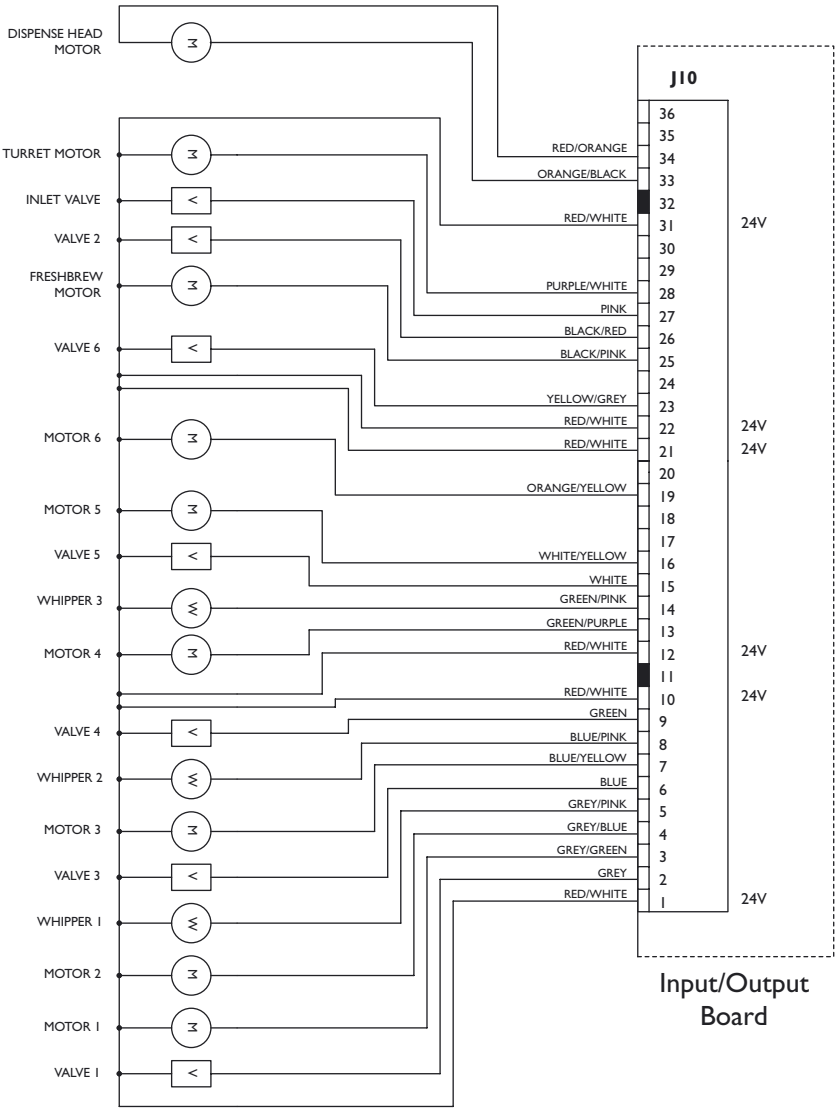 DISPENSE HEAD
MOTOR
M
J10
36
35
RED/ORANGE 34
TURRET MOTOR M
ORANGE/BLACK 33
INLET VALVE V
32
RED/WHITE 31 24V
VALVE 2 V
30
29
FRESHBREW
MOTOR
M
PURPLE/WHITE 28
PINK 27
BLACK/RED 26
VALVE 6 V
BLACK/PINK 25
24
YELLOW/GREY 23
RED/WHITE 22 24V
MOTOR 6 M
RED/WHITE 21 24V
20
ORANGE/YELLOW 19
MOTOR 5 M
18
17
VALVE 5 V
WHITE/YELLOW 16
WHITE 15
WHIPPER 3 W
GREEN/PINK 14
GREEN/PURPLE 13
MOTOR 4 M
RED/WHITE 12 24V
11
RED/WHITE 10 24V
GREEN 9
VALVE 4 V
BLUE/PINK 8
BLUE/YELLOW 7
WHIPPER 2 W
BLUE 6
GREY/PINK 5
MOTOR 3 M
GREY/BLUE 4
GREY/GREEN 3
VALVE 3 V
GREY 2
RED/WHITE 1 24V
WHIPPER 1 W
MOTOR 2 M
Input/Output
Board
MOTOR 1 M
VALVE 1 V